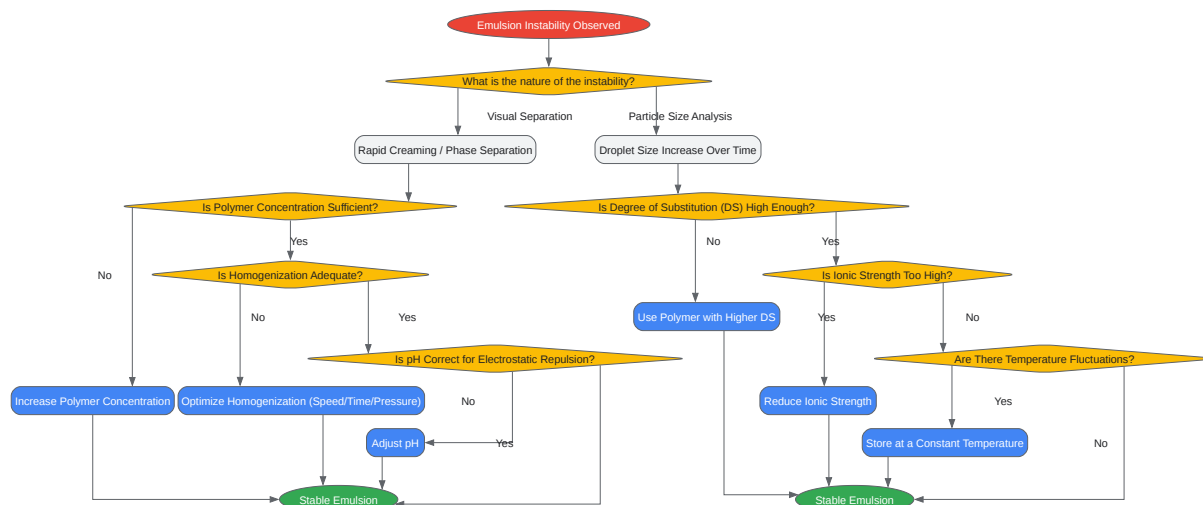 Emulsion Instability Observed
What is the nature of the instability?
Visual Separation
Particle Size Analysis
Rapid Creaming / Phase Separation
Droplet Size Increase Over Time
Is Polymer Concentration Sufficient?
Is Degree of Substitution (DS) High Enough?
Yes
No
Yes
No
Is Homogenization Adequate?
Is Ionic Strength Too High?
No
Yes
Use Polymer with Higher DS
Yes
No
Is pH Correct for Electrostatic Repulsion?
Are There Temperature Fluctuations?
Increase Polymer Concentration
Optimize Homogenization (Speed/Time/Pressure)
No
Reduce Ionic Strength
Yes
Adjust pH
Yes
Store at a Constant Temperature
No
Stable Emulsion
Stable Emulsion